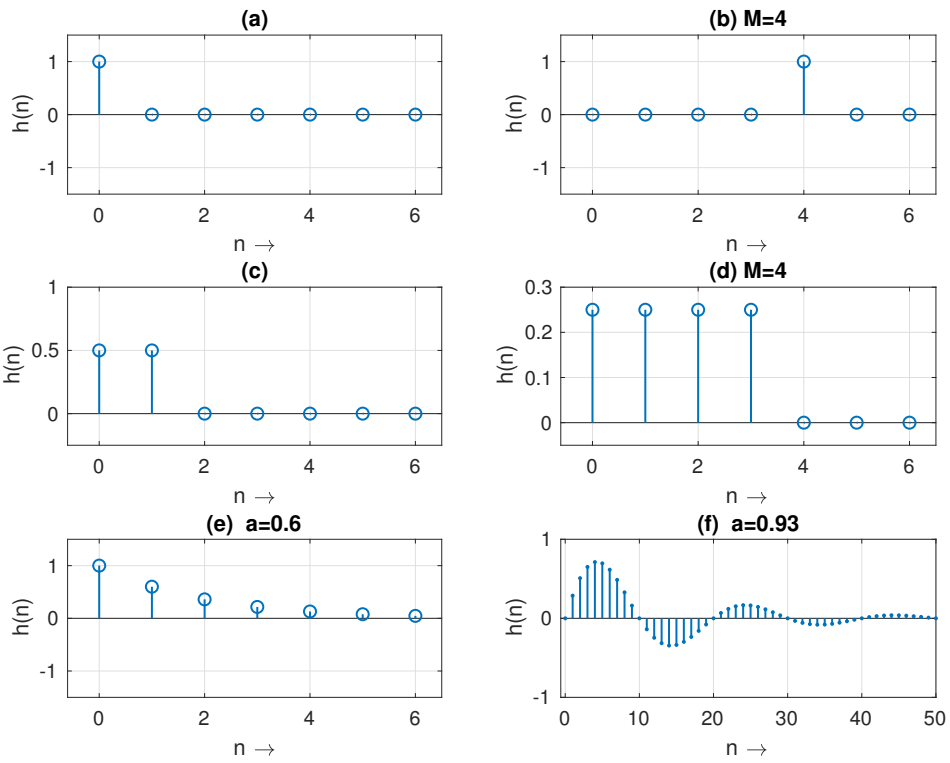 (a)
1
0
-1
h(n)
0 2 4 6
n →
(b) M=4
1
0
-1
h(n)
0 2 4 6
n →
(c)
1
0.5
0
h(n)
0 2 4 6
n →
(d) M=4
0.3
0.2
0.1
0
h(n)
0 2 4 6
n →
(e) a=0.6
1
0
-1
h(n)
0 2 4 6
n →
(f) a=0.93
1
0
-1
h(n)
0 10 20 30 40 50
n →